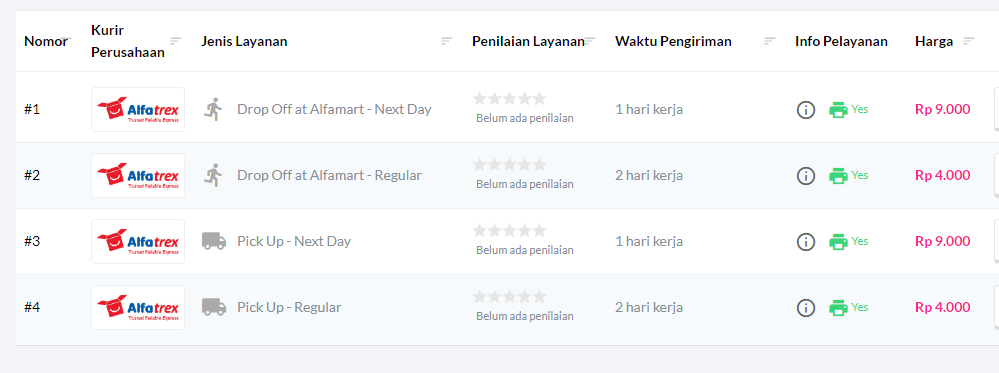 Nomor Kurir Perusahaan Jenis Layanan Penilaian Layanan Waktu Pengiriman Info Pelayanan Harga
#1 Alfatrex Drop Off at Alfamart - Next Day 1 hari kerja Yes Rp 9.000
Trusted Reliable Express Belum ada penilaian
#2 Alfatrex Drop Off at Alfamart - Regular 2 hari kerja Yes Rp 4.000
Trusted Reliable Express Belum ada penilaian
#3 Alfatrex Pick Up - Next Day 1 hari kerja Yes Rp 9.000
Trusted Reliable Express Belum ada penilaian
#4 Alfatrex Pick Up - Regular 2 hari kerja Yes Rp 4.000
Trusted Reliable Express Belum ada penilaian